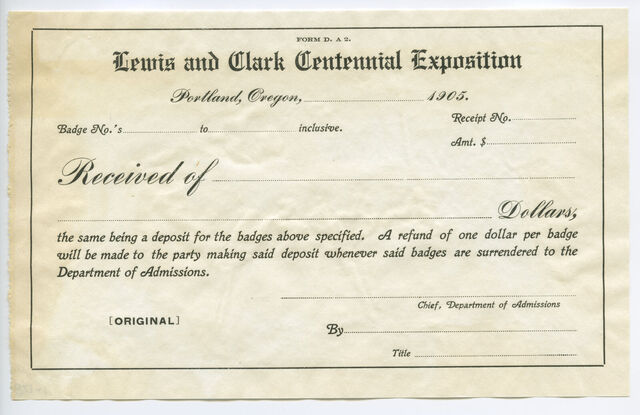 FORM D. A 2.
Lewis and Clark Centennial Exposition
Portland, Oregon, 1905.
Receipt No.
Badge No.'s to inclusive.
Amt. $
Received of
Dollars,
the same being a deposit for the badges above specified. A refund of one dollar per badge
will be made to the party making said deposit whenever said badges are surrendered to the
Department of Admissions.
Chief, Department of Admissions
[ORIGINAL]
By
Title